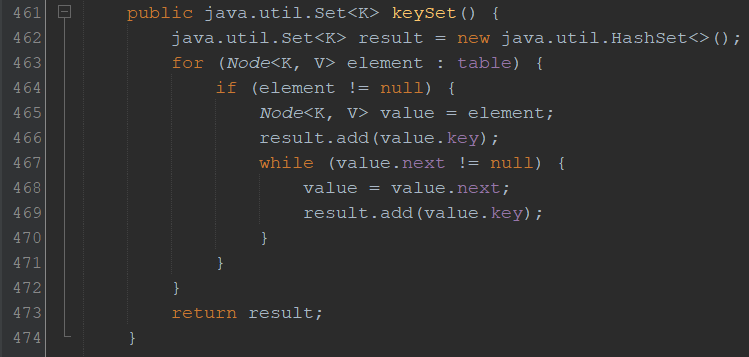 461 public java.util.Set<K> keySet() {
462 java.util.Set<K> result = new java.util.HashSet<>();
463 for (Node<K, V> element : table) {
464 if (element != null) {
465 Node<K, V> value = element;
466 result.add(value.key);
467 while (value.next != null) {
468 value = value.next;
469 result.add(value.key);
470 }
471 }
472 }
473 return result;
474 }